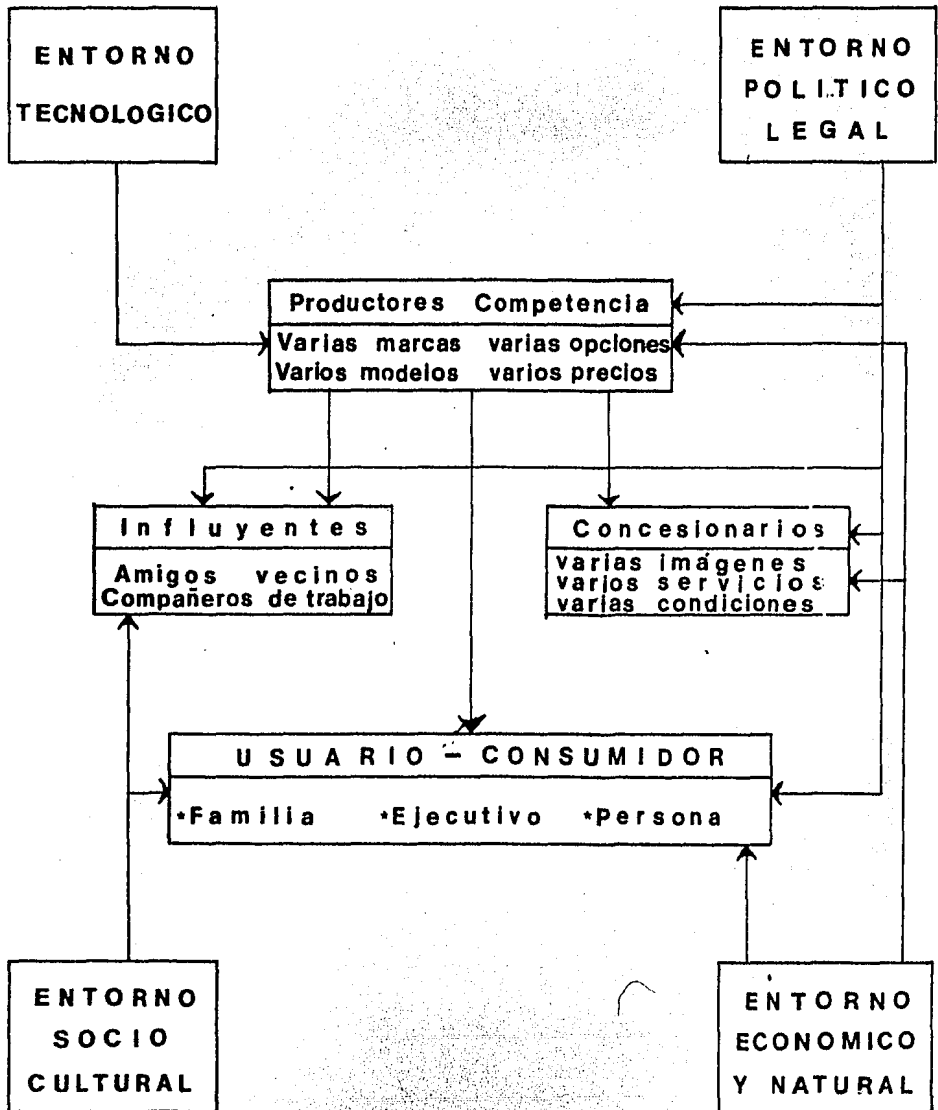 ENTORNO
TECNOLOGICO
ENTORNO
POLITICO
LEGAL
Productores Competencia
Varias marcas varias opciones
Varios modelos varios precios
Influyentes
Amigos vecinos
Compañeros de trabajo
Concesionarios
varias imágenes
varios servicios
varias condiciones
USUARIO - CONSUMIDOR
*Familia *Ejecutivo *Persona
ENTORNO
SOCIO
CULTURAL
ENTORNO
ECONOMICO
Y NATURAL